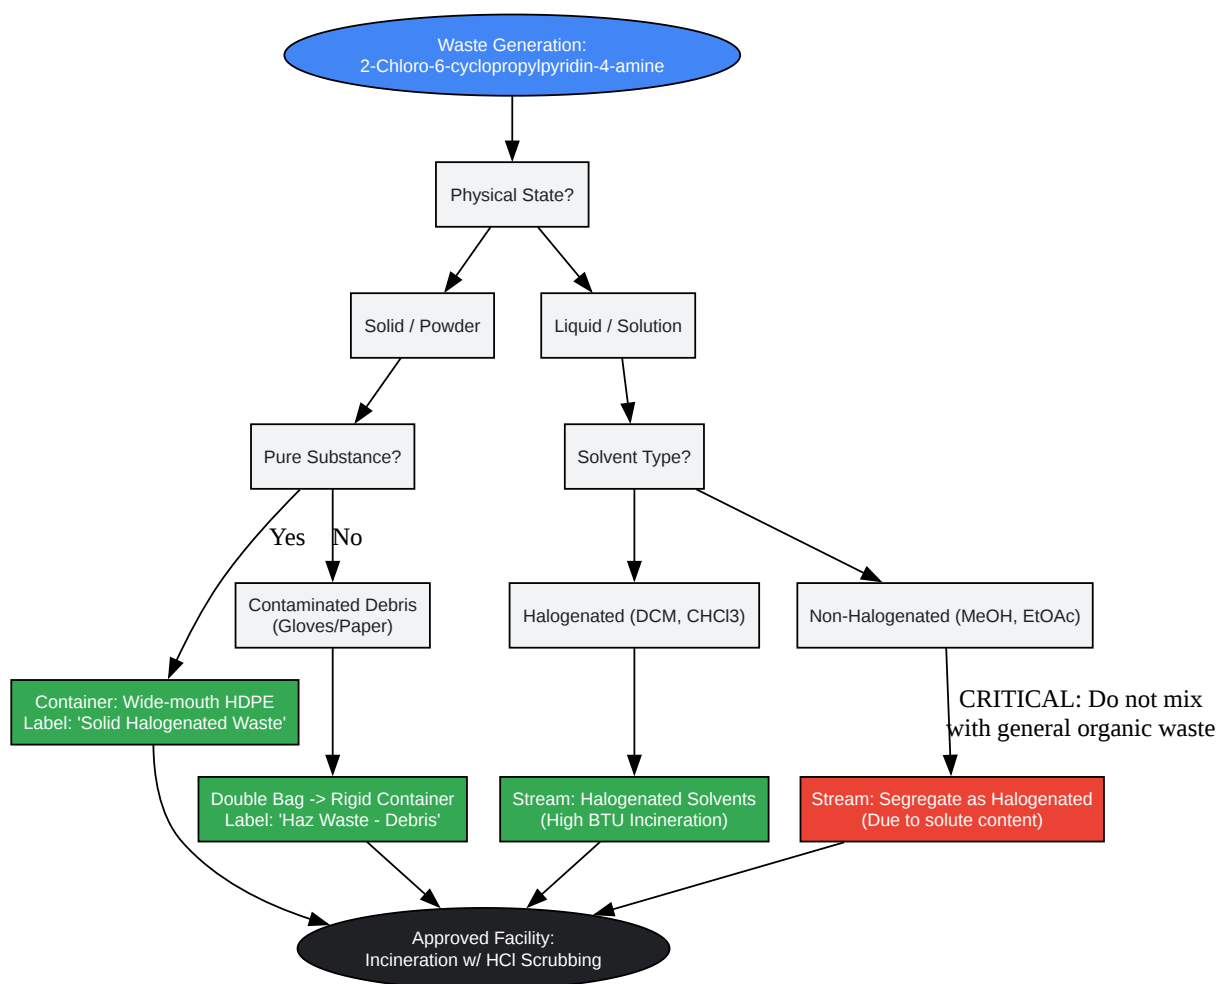 Waste Generation:
2-Chloro-6-cyclopropylpyridin-4-amine
Physical State?
Solid / Powder
Liquid / Solution
Pure Substance?
Solvent Type?
Yes
No
Contaminated Debris
(Gloves/Paper)
Halogenated (DCM, CHCl3)
Non-Halogenated (MeOH, EtOAc)
Container: Wide-mouth HDPE
Label: 'Solid Halogenated Waste'
CRITICAL: Do not mix
with general organic waste
Double Bag -> Rigid Container
Label: 'Haz Waste - Debris'
Stream: Halogenated Solvents
(High BTU Incineration)
Stream: Segregate as Halogenated
(Due to solute content)
Approved Facility:
Incineration w/ HCl Scrubbing